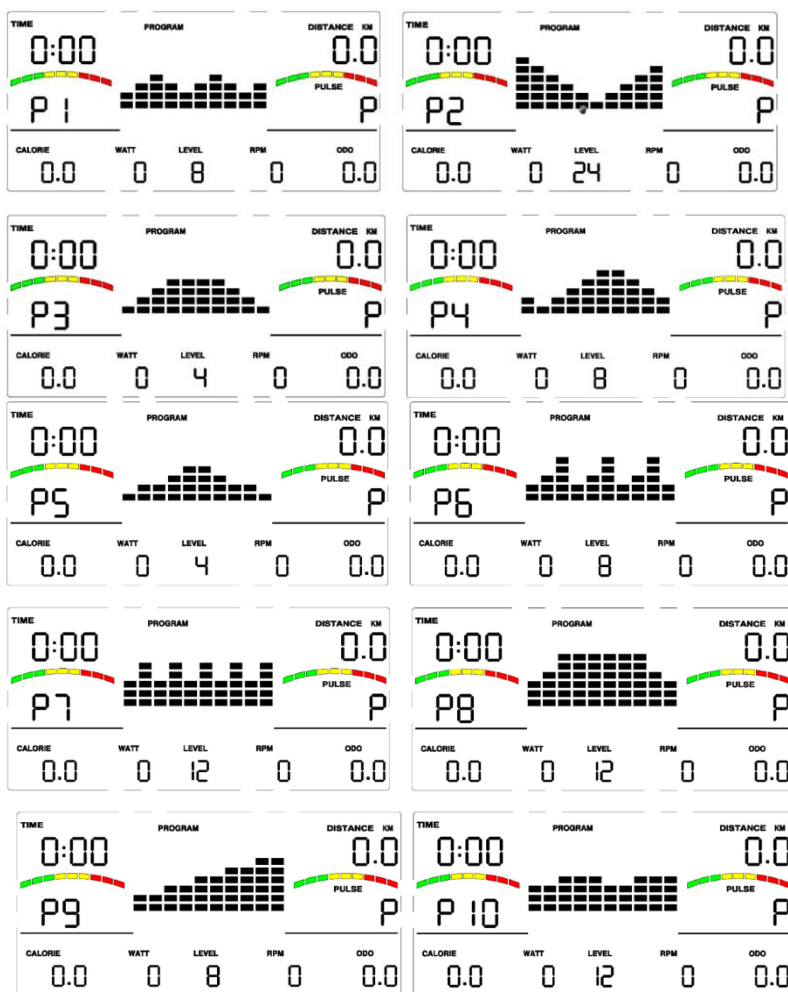 TIME PROGRAM DISTANCE KM
0:00 0.0
PULSE
P1 P
CALORIE WATT LEVEL RPM ODO
0.0 0 8 0 0.0
TIME PROGRAM DISTANCE KM
0:00 0.0
PULSE
P2 P
CALORIE WATT LEVEL RPM ODO
0.0 0 24 0 0.0
TIME PROGRAM DISTANCE KM
0:00 0.0
PULSE
P3 P
CALORIE WATT LEVEL RPM ODO
0.0 0 4 0 0.0
TIME PROGRAM DISTANCE KM
0:00 0.0
PULSE
P4 P
CALORIE WATT LEVEL RPM ODO
0.0 0 8 0 0.0
TIME PROGRAM DISTANCE KM
0:00 0.0
PULSE
P5 P
CALORIE WATT LEVEL RPM ODO
0.0 0 4 0 0.0
TIME PROGRAM DISTANCE KM
0:00 0.0
PULSE
P6 P
CALORIE WATT LEVEL RPM ODO
0.0 0 8 0 0.0
TIME PROGRAM DISTANCE KM
0:00 0.0
PULSE
P7 P
CALORIE WATT LEVEL RPM ODO
0.0 0 12 0 0.0
TIME PROGRAM DISTANCE KM
0:00 0.0
PULSE
P8 P
CALORIE WATT LEVEL RPM ODO
0.0 0 12 0 0.0
TIME PROGRAM DISTANCE KM
0:00 0.0
PULSE
P9 P
CALORIE WATT LEVEL RPM ODO
0.0 0 8 0 0.0
TIME PROGRAM DISTANCE KM
0:00 0.0
PULSE
P10 P
CALORIE WATT LEVEL RPM ODO
0.0 0 12 0 0.0